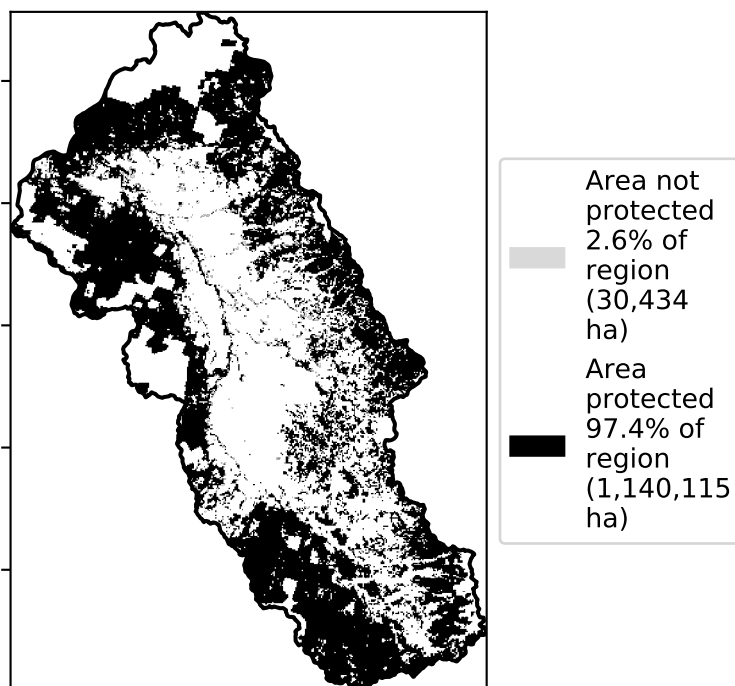 Area not
protected
2.6% of
region
(30,434
ha)
Area
protected
97.4% of
region
(1,140,115
ha)